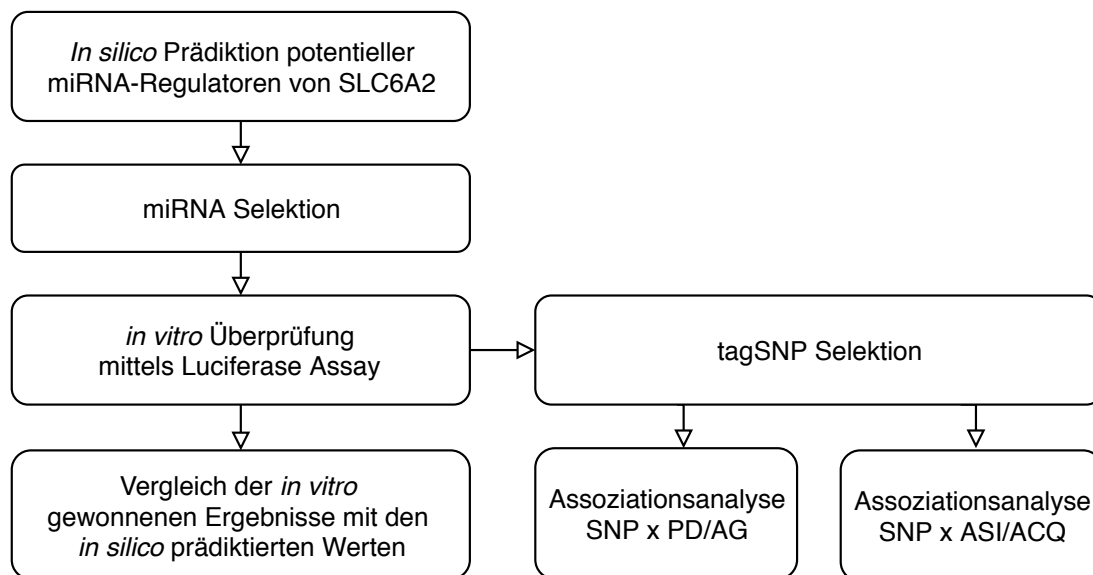 In silico Prädiktion potentieller
miRNA-Regulatoren von SLC6A2
miRNA Selektion
in vitro Überprüfung
mittels Luciferase Assay
tagSNP Selektion
Vergleich der in vitro
gewonnenen Ergebnisse mit den
in silico prädiktierten Werten
Assoziationsanalyse
SNP x PD/AG
Assoziationsanalyse
SNP x ASI/ACQ